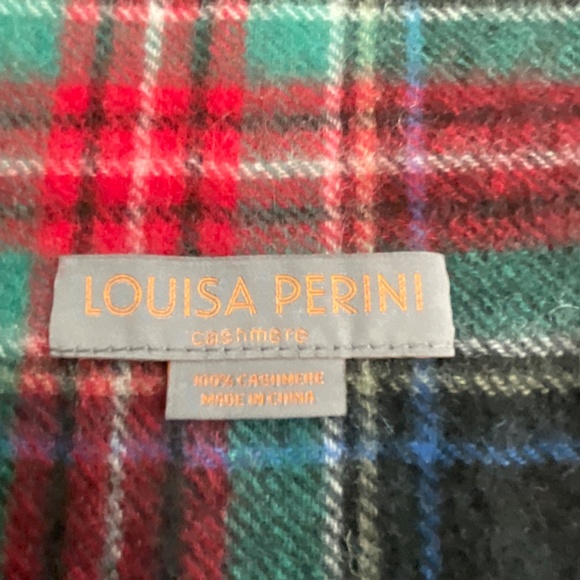 LOUISA PERINI
cashmere
100% CASHMERE
MADE IN CHINA